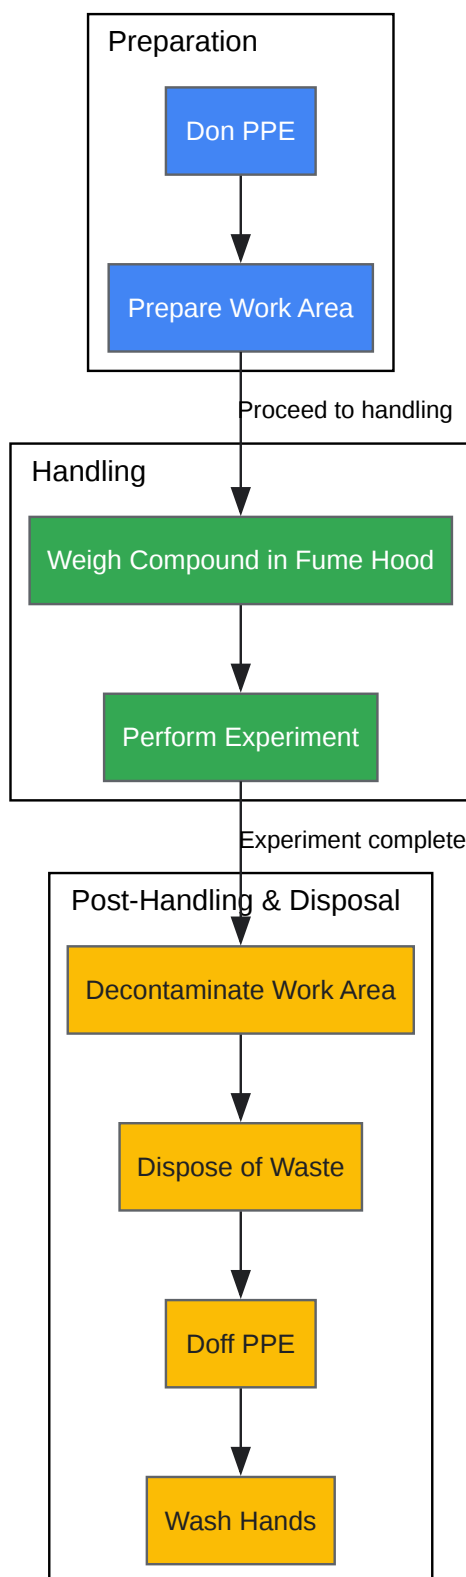 Preparation
Don PPE
Prepare Work Area
Proceed to handling
Handling
Weigh Compound in Fume Hood
Perform Experiment
Experiment complete
Post-Handling & Disposal
Decontaminate Work Area
Dispose of Waste
Doff PPE
Wash Hands